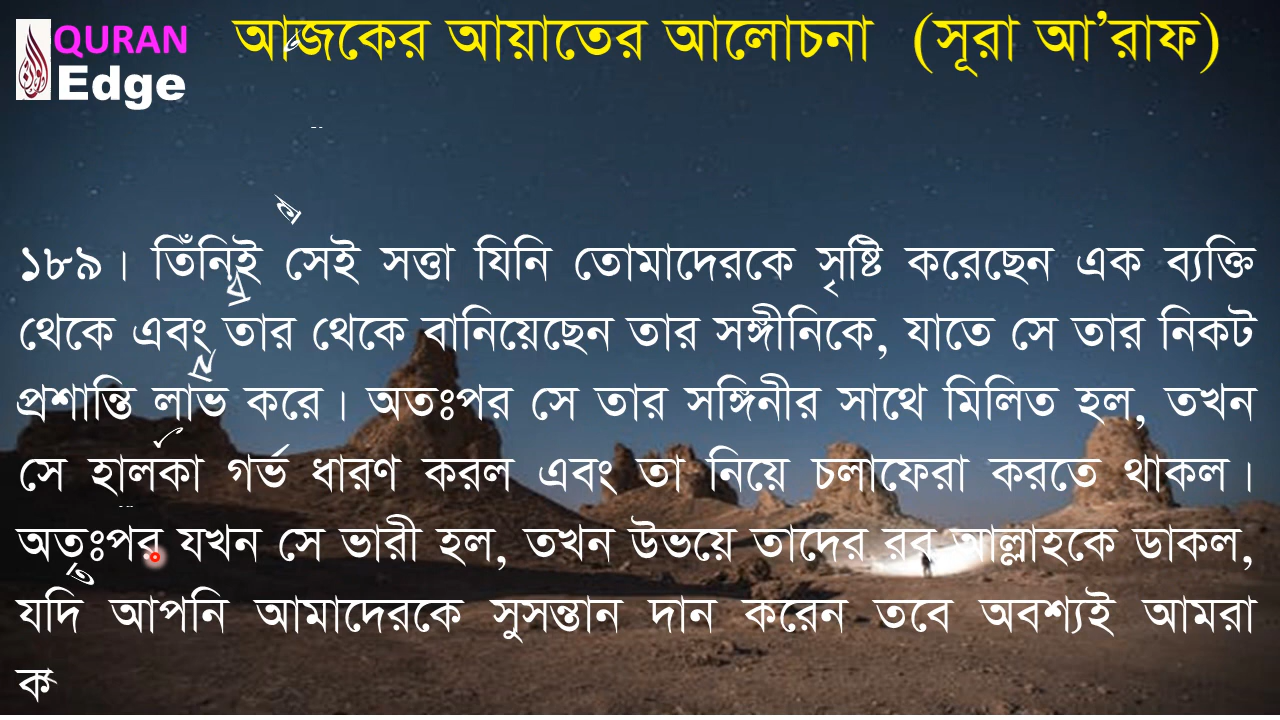 QURAN
Edge
আজকের আয়াতের আলোচনা (সূরা আ’রাফ)
১৮৯। তিঁনিই সেই সত্তা যিনি তোমাদেরকে সৃষ্টি করেছেন এক ব্যক্তি
থেকে এবং তার থেকে বানিয়েছেন তার সঙ্গীনিকে, যাতে সে তার নিকট
প্রশান্তি লাভ করে। অতঃপর সে তার সঙ্গিনীর সাথে মিলিত হল, তখন
সে হালকা গর্ভ ধারণ করল এবং তা নিয়ে চলাফেরা করতে থাকল।
অতঃপর যখন সে ভারী হল, তখন উভয়ে তাদের রব আল্লাহকে ডাকল,
যদি আপনি আমাদেরকে সুসন্তান দান করেন তবে অবশ্যই আমরা
ক